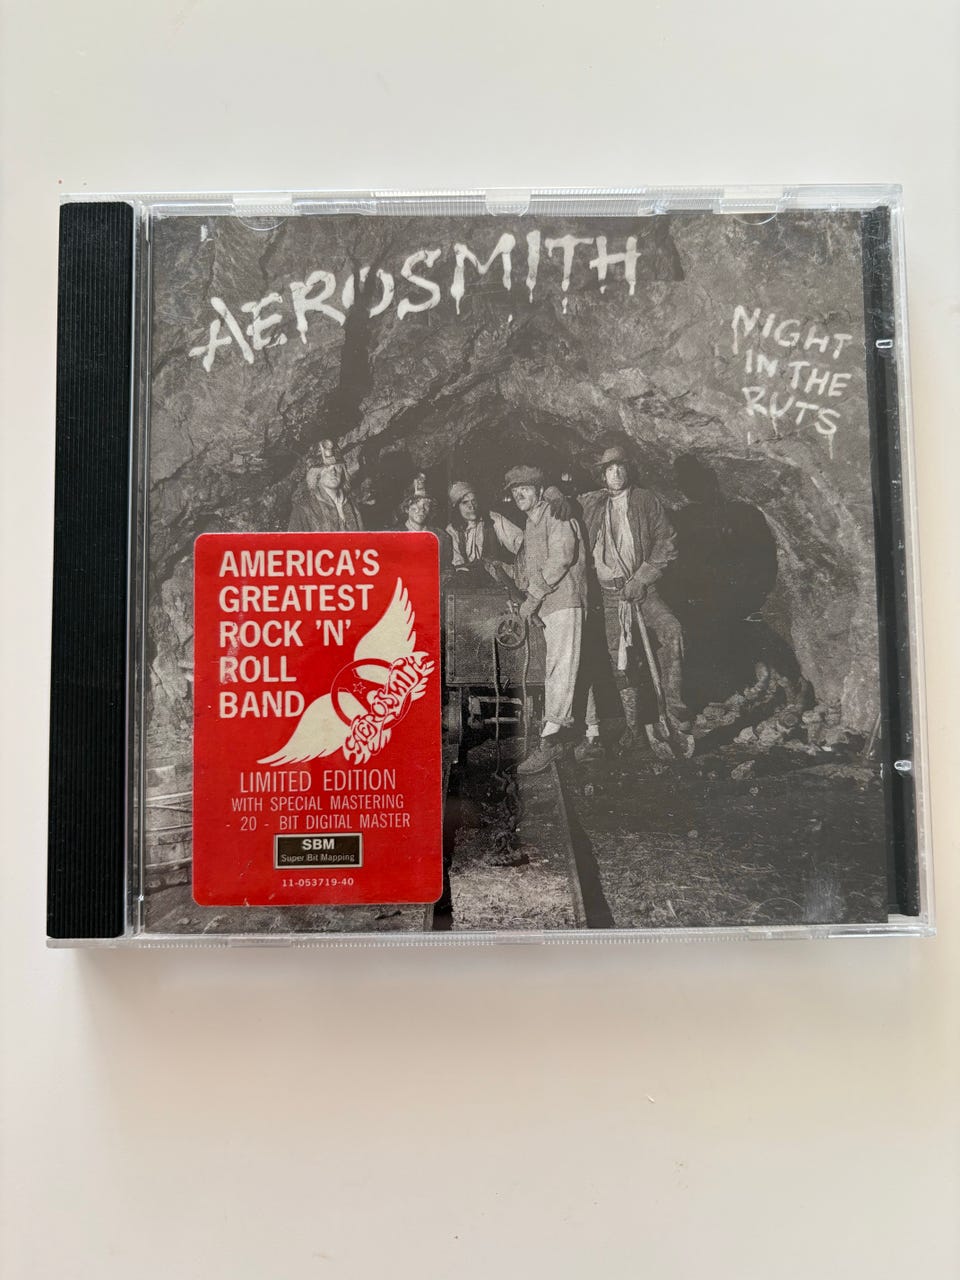 AEROSMITH
NIGHT
IN THE
RUTS
AMERICA'S
GREATEST
ROCK 'N'
ROLL
BAND
AEROSMITH
LIMITED EDITION
WITH SPECIAL MASTERING
- 20 - BIT DIGITAL MASTER
SBM
Super Bit Mapping
11-053719-40